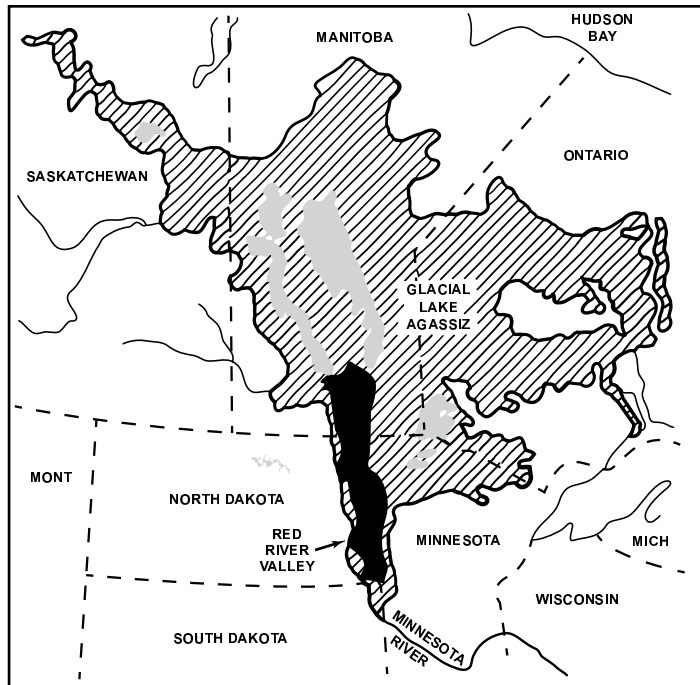 HUDSON
BAY
MANITOBA
ONTARIO
SASKATCHEWAN
GLACIAL
LAKE
AGASSIZ
MONT
NORTH DAKOTA
RED
RIVER
VALLEY
MINNESOTA
MICH
WISCONSIN
SOUTH DAKOTA
MINNESOTA
RIVER